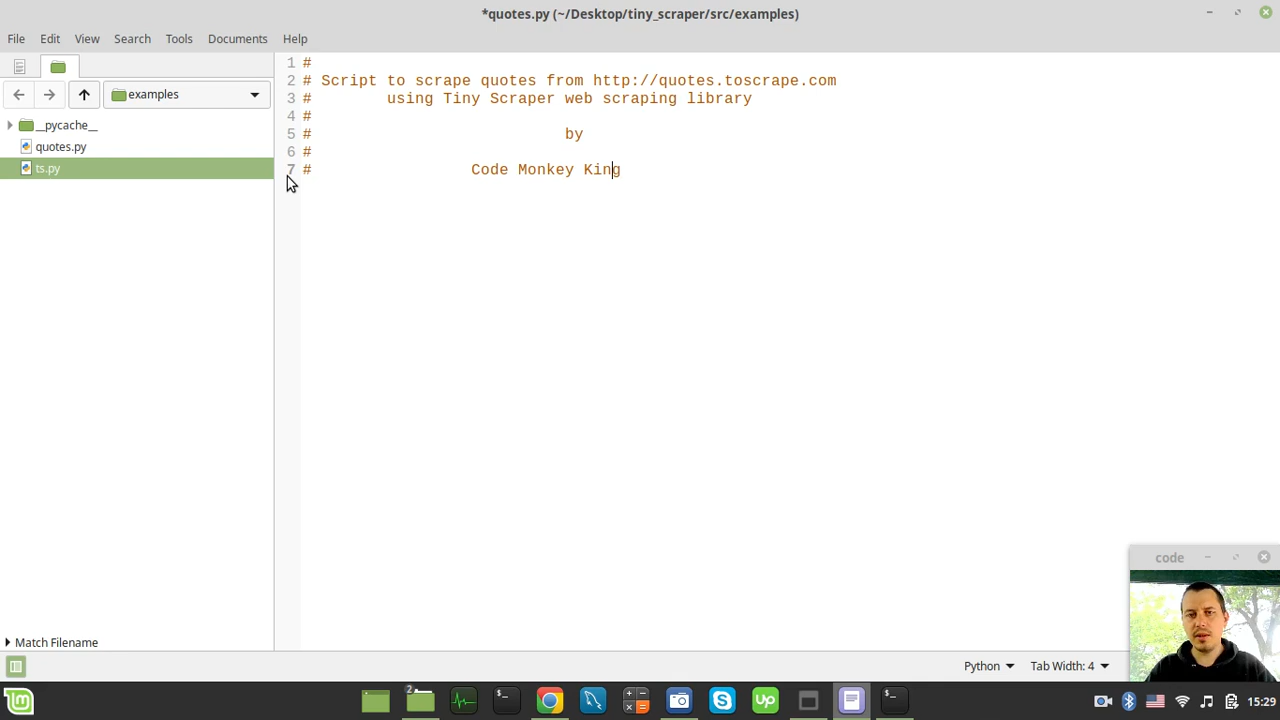 *quotes.py (~/Desktop/tiny_scraper/src/examples)
File Edit View Search Tools Documents Help
examples
__pycache__
quotes.py
ts.py
1 #
2 # Script to scrape quotes from http://quotes.toscrape.com
3 # using Tiny Scraper web scraping library
4 #
5 # by
6 #
7 # Code Monkey King
code
Match Filename
Python Tab Width: 4
2
Up
15:29